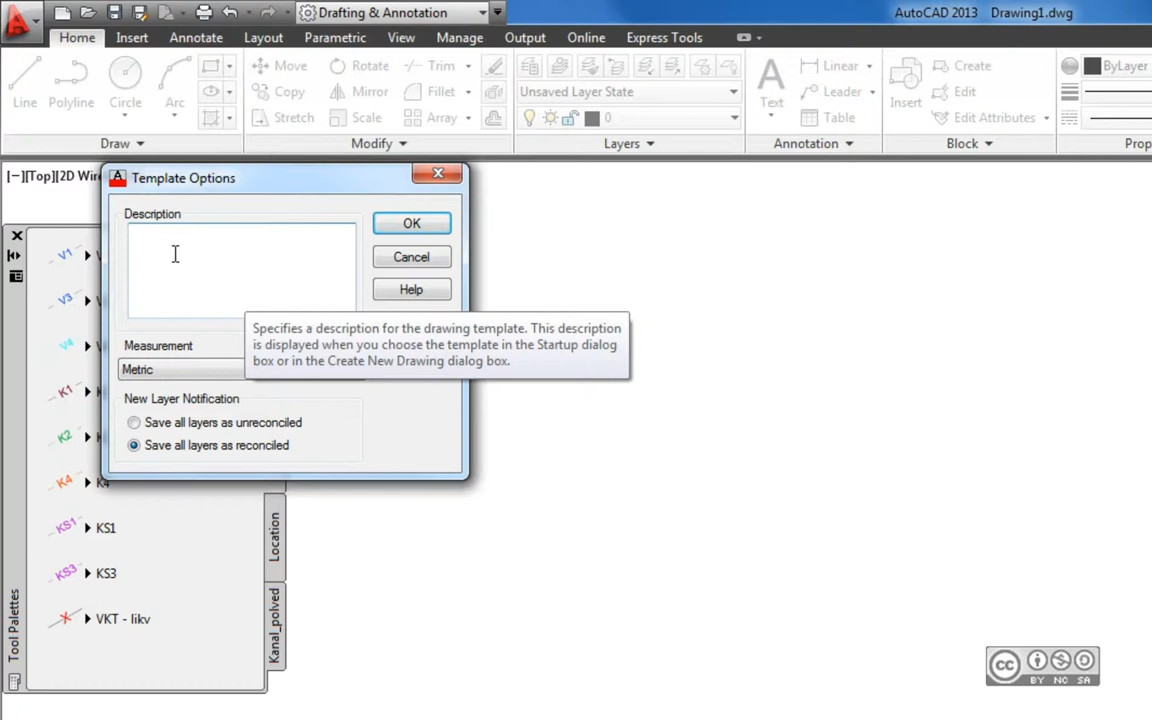 Drafting & Annotation
AutoCAD 2013 Drawing1.dwg
Home Insert Annotate Layout Parametric View Manage Output Online Express Tools
Line Polyline Circle Arc
Move Rotate Trim
Copy Mirror Fillet
Stretch Scale Array
Unsaved Layer State
0
Text
Linear
Leader
Table
Insert
Create
Edit
Edit Attributes
ByLayer
Draw Modify Layers Annotation Block Prop
[−][Top][2D Wire
Template Options
Description
OK
Cancel
Help
Specifies a description for the drawing template. This description
is displayed when you choose the template in the Startup dialog
box or in the Create New Drawing dialog box.
Measurement
Metric
New Layer Notification
Save all layers as unreconciled
Save all layers as reconciled
V1
V3
V4
K1
K2
K4 K4
KS1 KS1
KS3 KS3
VKT - likv
Location
Kanal_polved
Tool Palettes
cc
BY NC SA